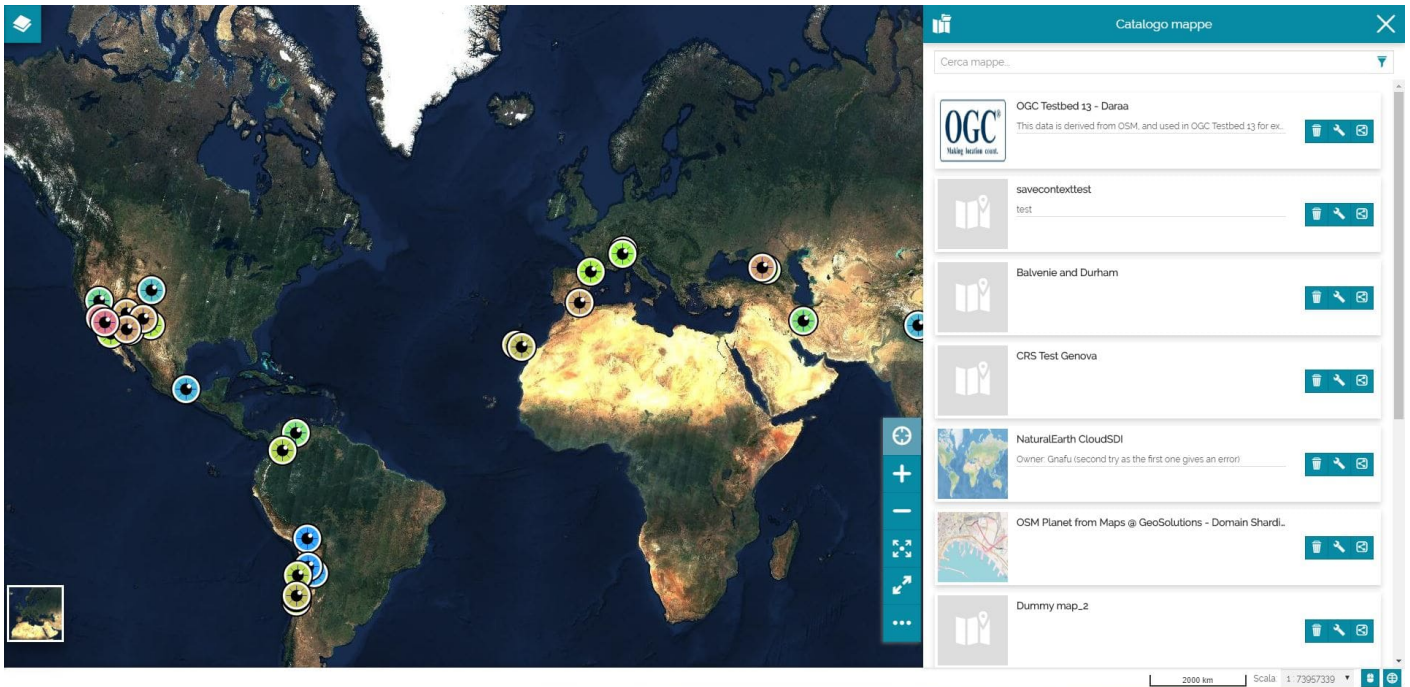 Catalogo mappe
Cerca mappe...
OGC®
Making location count.
OGC Testbed 13 - Daraa
This data is derived from OSM, and used in OGC Testbed 13 for ex...
savecontexttest
test
Balvenie and Durham
CRS Test Genova
NaturalEarth CloudSDI
Owner: Gnafu (second try as the first one gives an error)
OSM Planet from Maps @ GeoSolutions - Domain Shardi...
Dummy map_2
2000 km
Scala: 1 : 73957339